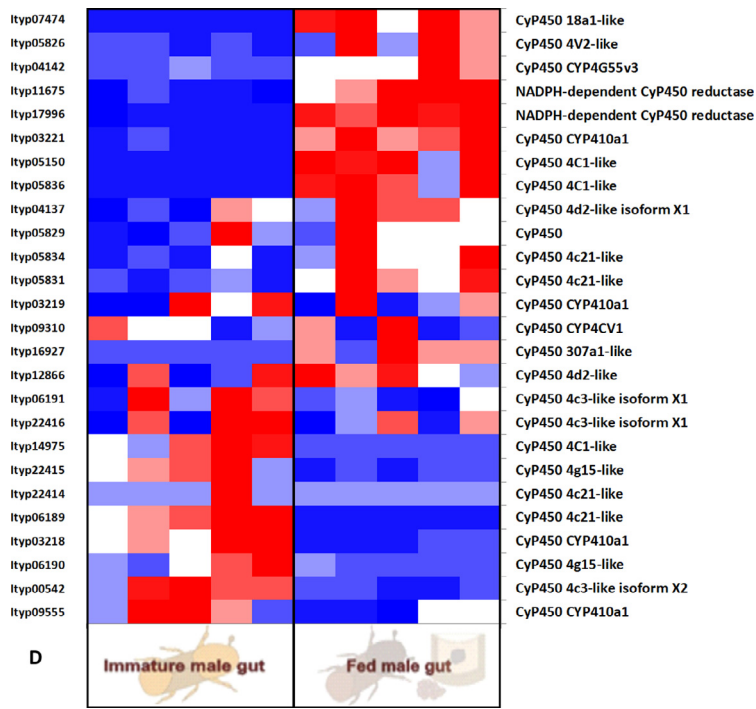 Ityp07474 CyP450 18a1-like
Ityp05826 CyP450 4V2-like
Ityp04142 CyP450 CYP4G55v3
Ityp11675 NADPH-dependent CyP450 reductase
Ityp17996 NADPH-dependent CyP450 reductase
Ityp03221 CyP450 CYP410a1
Ityp05150 CyP450 4C1-like
Ityp05836 CyP450 4C1-like
Ityp04137 CyP450 4d2-like isoform X1
Ityp05829 CyP450
Ityp05834 CyP450 4c21-like
Ityp05831 CyP450 4c21-like
Ityp03219 CyP450 CYP410a1
Ityp09310 CyP450 CYP4CV1
Ityp16927 CyP450 307a1-like
Ityp12866 CyP450 4d2-like
Ityp06191 CyP450 4c3-like isoform X1
Ityp22416 CyP450 4c3-like isoform X1
Ityp14975 CyP450 4C1-like
Ityp22415 CyP450 4g15-like
Ityp22414 CyP450 4c21-like
Ityp06189 CyP450 4c21-like
Ityp03218 CyP450 CYP410a1
Ityp06190 CyP450 4g15-like
Ityp00542 CyP450 4c3-like isoform X2
Ityp09555 CyP450 CYP410a1
D Immature male gut Fed male gut